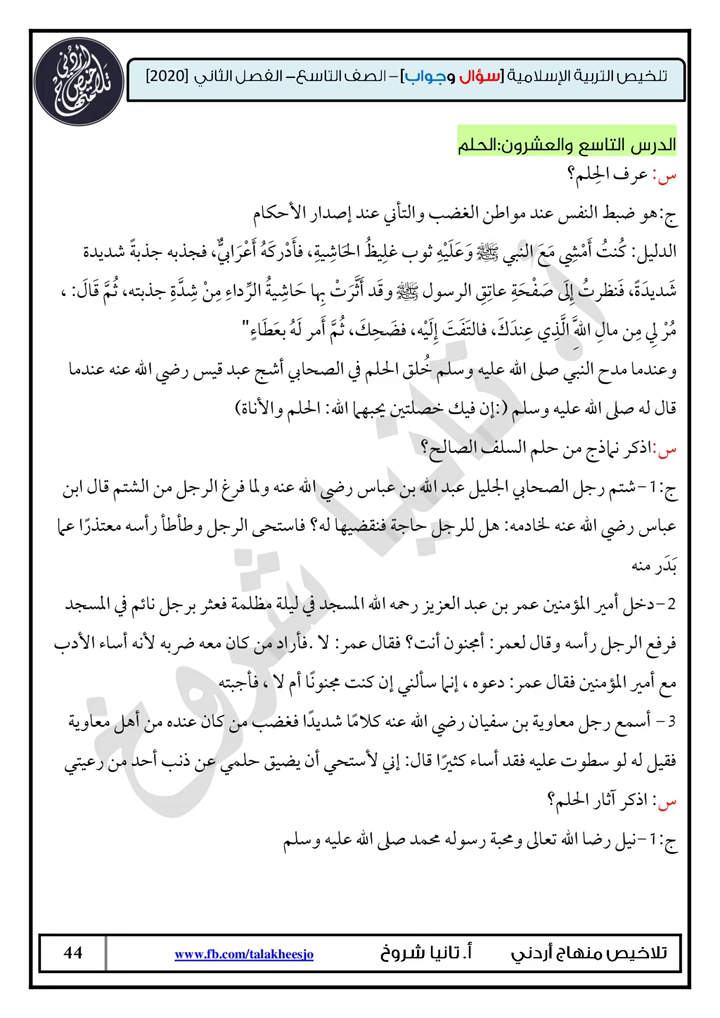 تلخيص التربية الإسلامية [سؤال وجواب] – الصف التاسع– الفصل الثاني [2020]
تلاخيص منهاج أردني
الدرس التاسع والعشرون:الحلم
س: عرف الحِلم؟
ج:هو ضبط النفس عند مواطن الغضب والتأني عند إصدار الأحكام
الدليل: كُنتُ أَمْشِي مَعَ النبي ﷺ وَعَلَيْهِ ثوب غلِيظُ الحَاشِيةِ، فأَدْركَهُ أَعْرَابيٌّ، فجذبه جذبةً شديدة
شَديدَةً، فَنظرتُ إِلَى صَفْحَةِ عاتِقِ الرسول ﷺ وقَد أَثَّرَتْ بِها حَاشِيةُ الرِّداءِ مِنْ شِدَّةِ جذبته، ثُمَّ قَالَ: ،
مُرْ لِي مِن مالِ اللهَِّ الَّذِي عِندَكَ، فالتَفَتَ إِلَيْه، فضَحِكَ، ثُمَّ أَمر لَهُ بعَطَاءٍ"
وعندما مدح النبي صلى الله عليه وسلم خُلق الحلم في الصحابي أشج عبد قيس رضي الله عنه عندما
قال له صلى الله عليه وسلم (:إن فيك خصلتين يحبهما الله: الحلم والأناة)
س:اذكر نماذج من حلم السلف الصالح؟
ج:1-شتم رجل الصحابي الجليل عبد الله بن عباس رضي الله عنه ولما فرغ الرجل من الشتم قال ابن
عباس رضي الله عنه لخادمه: هل للرجل حاجة فنقضيها له؟ فاستحى الرجل وطأطأ رأسه معتذرًا عما
بَدَر منه
2-دخل أمير المؤمنين عمر بن عبد العزيز رحمه الله المسجد في ليلة مظلمة فعثر برجل نائم في المسجد
فرفع الرجل رأسه وقال لعمر: أمجنون أنت؟ فقال عمر: لا .فأراد من كان معه ضربه لأنه أساء الأدب
مع أمير المؤمنين فقال عمر: دعوه ، إنما سألني إن كنت مجنونًا أم لا ، فأجبته
3- أسمع رجل معاوية بن سفيان رضي الله عنه كلامًا شديدًا فغضب من كان عنده من أهل معاوية
فقيل له لو سطوت عليه فقد أساء كثيرًا قال: إني لأستحي أن يضيق حلمي عن ذنب أحد من رعيتي
س: اذكر آثار الحلم؟
ج:1-نيل رضا الله تعالى ومحبة رسوله محمد صلى الله عليه وسلم
أ. تانيا شروخ
تلاخيص منهاج أردني أ. تانيا شروخ www.fb.com/talakheesjo 44